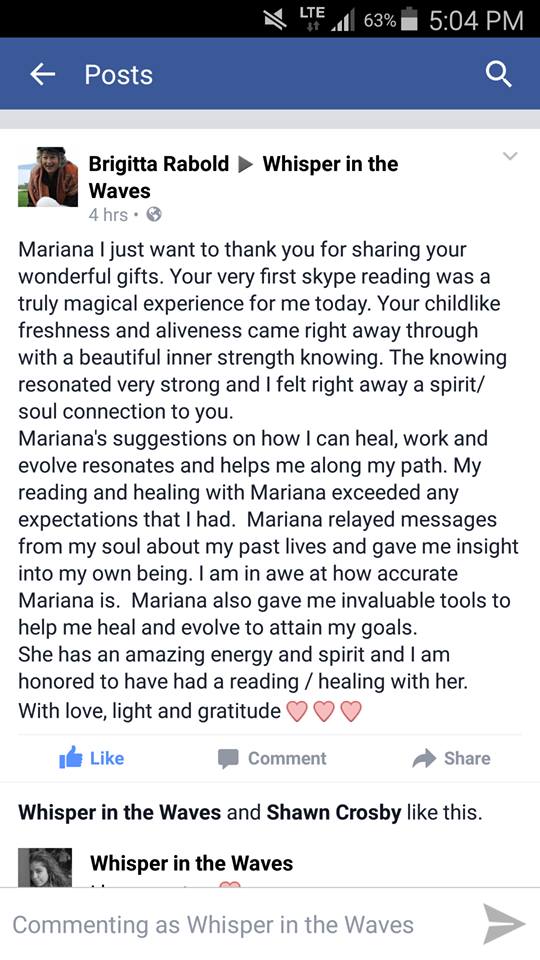 LTE 63% 5:04 PM
Posts
Brigitta Rabold ▶ Whisper in the
Waves
4 hrs •
Mariana I just want to thank you for sharing your
wonderful gifts. Your very first skype reading was a
truly magical experience for me today. Your childlike
freshness and aliveness came right away through
with a beautiful inner strength knowing. The knowing
resonated very strong and I felt right away a spirit/
soul connection to you.
Mariana's suggestions on how I can heal, work and
evolve resonates and helps me along my path. My
reading and healing with Mariana exceeded any
expectations that I had.  Mariana relayed messages
from my soul about my past lives and gave me insight
into my own being. I am in awe at how accurate
Mariana is.  Mariana also gave me invaluable tools to
help me heal and evolve to attain my goals.
She has an amazing energy and spirit and I am
honored to have had a reading / healing with her.
With love, light and gratitude
Like Comment Share
Whisper in the Waves and Shawn Crosby like this.
Whisper in the Waves
Commenting as Whisper in the Waves